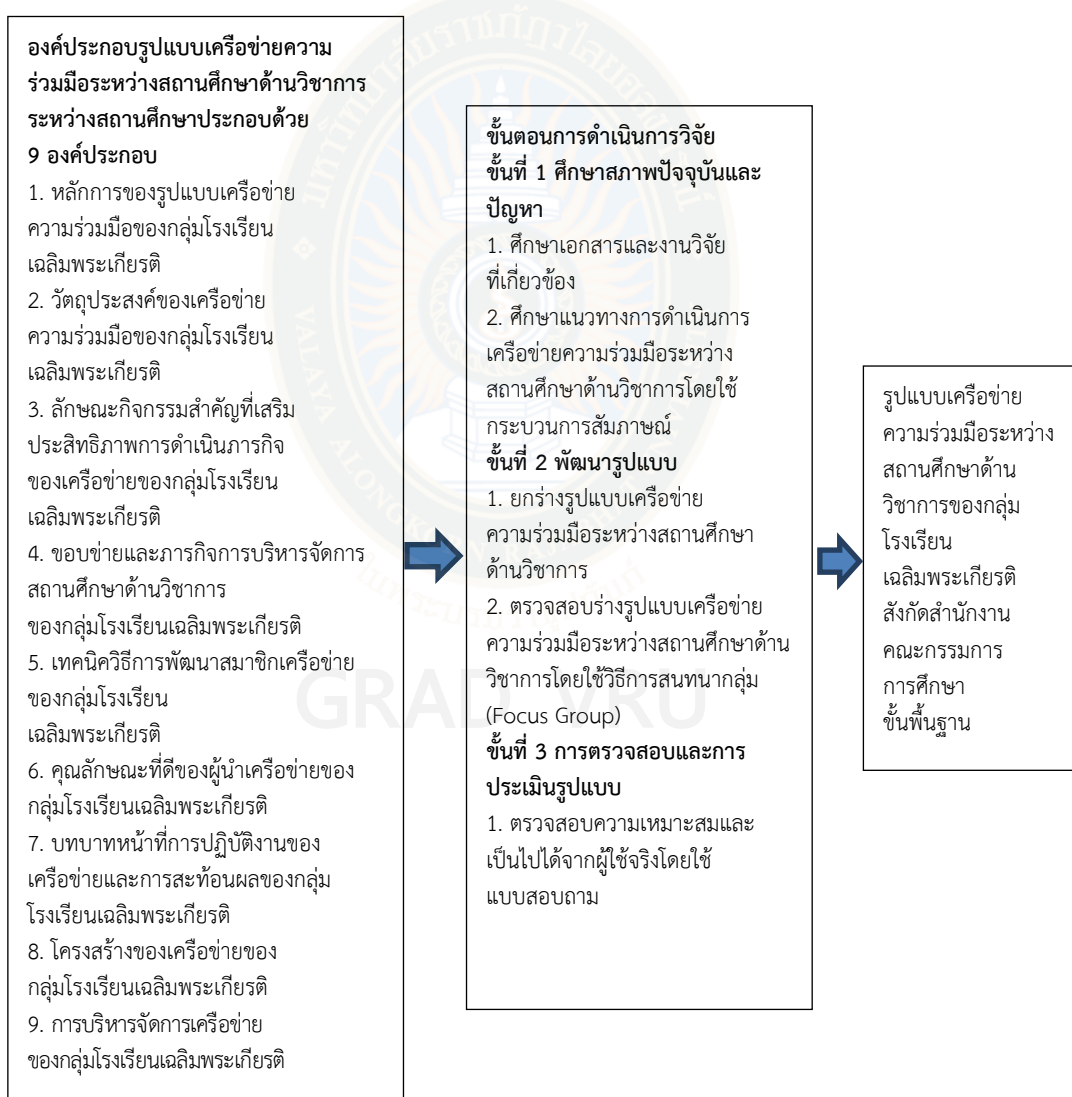 องค์ประกอบรูปแบบเครือข่ายความ
ร่วมมือระหว่างสถานศึกษาด้านวิชาการ
ระหว่างสถานศึกษาประกอบด้วย
9 องค์ประกอบ
1. หลักการของรูปแบบเครือข่าย
ความร่วมมือของกลุ่มโรงเรียน
เฉลิมพระเกียรติ
2. วัตถุประสงค์ของเครือข่าย
ความร่วมมือของกลุ่มโรงเรียน
เฉลิมพระเกียรติ
3. ลักษณะกิจกรรมสำคัญที่เสริม
ประสิทธิภาพการดำเนินภารกิจ
ของเครือข่ายของกลุ่มโรงเรียน
เฉลิมพระเกียรติ
4. ขอบข่ายและภารกิจการบริหารจัดการ
สถานศึกษาด้านวิชาการ
ของกลุ่มโรงเรียนเฉลิมพระเกียรติ
5. เทคนิควิธีการพัฒนาสมาชิกเครือข่าย
ของกลุ่มโรงเรียน
เฉลิมพระเกียรติ
6. คุณลักษณะที่ดีของผู้นำเครือข่ายของ
กลุ่มโรงเรียนเฉลิมพระเกียรติ
7. บทบาทหน้าที่การปฏิบัติงานของ
เครือข่ายและการสะท้อนผลของกลุ่ม
โรงเรียนเฉลิมพระเกียรติ
8. โครงสร้างของเครือข่ายของ
กลุ่มโรงเรียนเฉลิมพระเกียรติ
9. การบริหารจัดการเครือข่าย
ของกลุ่มโรงเรียนเฉลิมพระเกียรติ
ขั้นตอนการดำเนินการวิจัย
ขั้นที่ 1 ศึกษาสภาพปัจจุบันและ
ปัญหา
1. ศึกษาเอกสารและงานวิจัย
ที่เกี่ยวข้อง
2. ศึกษาแนวทางการดำเนินการ
เครือข่ายความร่วมมือระหว่าง
สถานศึกษาด้านวิชาการโดยใช้
กระบวนการสัมภาษณ์
ขั้นที่ 2 พัฒนารูปแบบ
1. ยกร่างรูปแบบเครือข่าย
ความร่วมมือระหว่างสถานศึกษา
ด้านวิชาการ
2. ตรวจสอบร่างรูปแบบเครือข่าย
ความร่วมมือระหว่างสถานศึกษาด้าน
วิชาการโดยใช้วิธีการสนทนากลุ่ม
(Focus Group)
ขั้นที่ 3 การตรวจสอบและการ
ประเมินรูปแบบ
1. ตรวจสอบความเหมาะสมและ
เป็นไปได้จากผู้ใช้จริงโดยใช้
แบบสอบถาม
รูปแบบเครือข่าย
ความร่วมมือระหว่าง
สถานศึกษาด้าน
วิชาการของกลุ่ม
โรงเรียน
เฉลิมพระเกียรติ
สังกัดสำนักงาน
คณะกรรมการ
การศึกษา
ขั้นพื้นฐาน
GRAD VRU